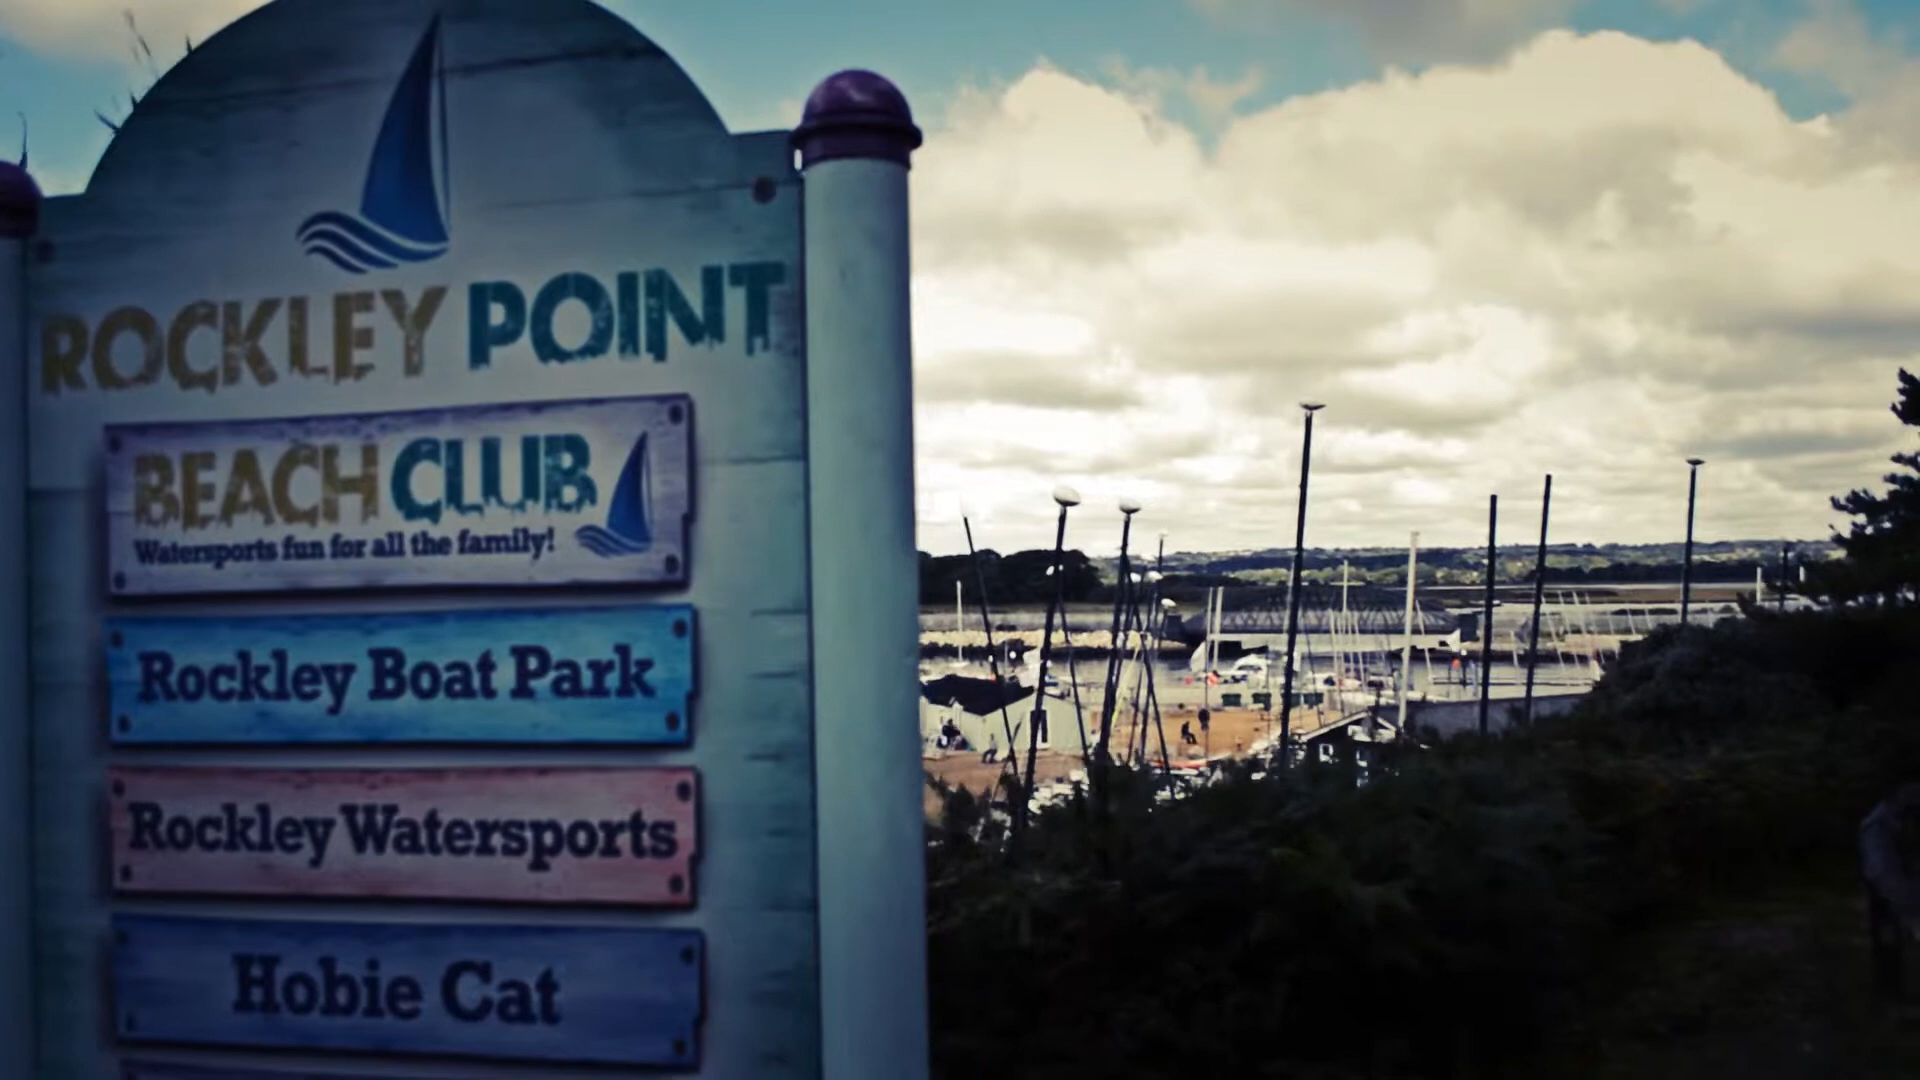 ROCKLEY POINT
BEACH CLUB
Watersports fun for all the family!
Rockley Boat Park
Rockley Watersports
Hobie Cat